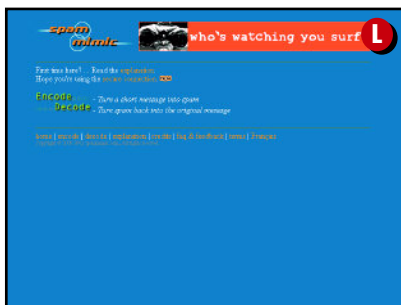 spam
mimic
who's watching you surf
L
First time here? . . Read the explanation.
Hope you're using the secure connection.
Encode - Turn a short message into spam
Decode - Turn spam back into the original message
home | encode | decode | explanation | credits | faq & feedback | terms | Français